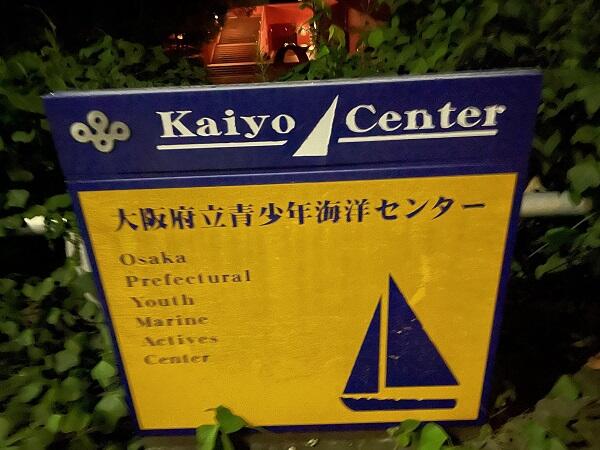 Kaiyo Center
大阪府立青少年海洋センター
Osaka
Prefectural
Youth
Marine
Actives
Center